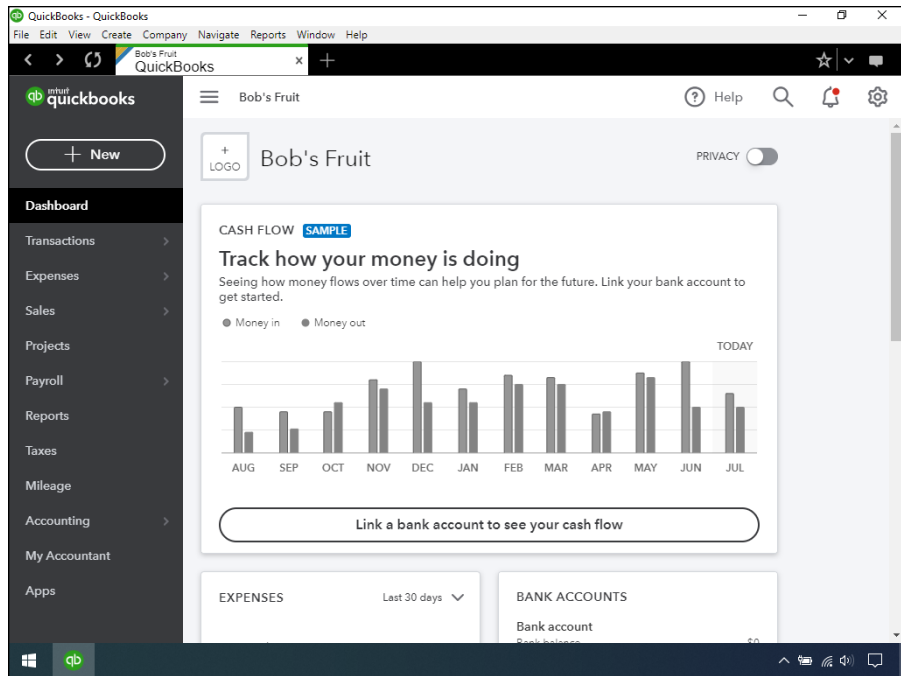 QuickBooks - QuickBooks
File Edit View Create Company Navigate Reports Window Help
Bob's Fruit
QuickBooks
intuit
quickbooks
Bob's Fruit
Help
+ New
+
LOGO
Bob's Fruit
PRIVACY
Dashboard
Transactions
Expenses
Sales
Projects
Payroll
Reports
Taxes
Mileage
Accounting
My Accountant
Apps
CASH FLOW SAMPLE
Track how your money is doing
Seeing how money flows over time can help you plan for the future. Link your bank account to
get started.
Money in Money out
TODAY
AUG SEP OCT NOV DEC JAN FEB MAR APR MAY JUN JUL
Link a bank account to see your cash flow
EXPENSES Last 30 days
BANK ACCOUNTS
Bank account
Bank balance $0